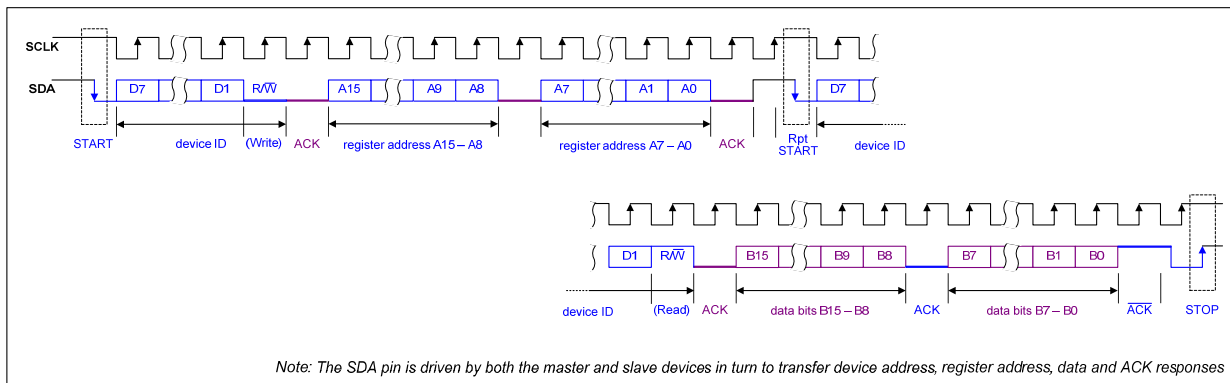 SCLK
SDA D7 D1 R/W̅ A15 A9 A8 A7 A1 A0 D7
START device ID (Write) ACK register address A15 – A8 register address A7 – A0 ACK Rpt START device ID
D1 R/W̅ B15 B9 B8 B7 B1 B0
device ID (Read) ACK data bits B15 – B8 ACK data bits B7 – B0 A̅C̅K̅ STOP
Note: The SDA pin is driven by both the master and slave devices in turn to transfer device address, register address, data and ACK responses